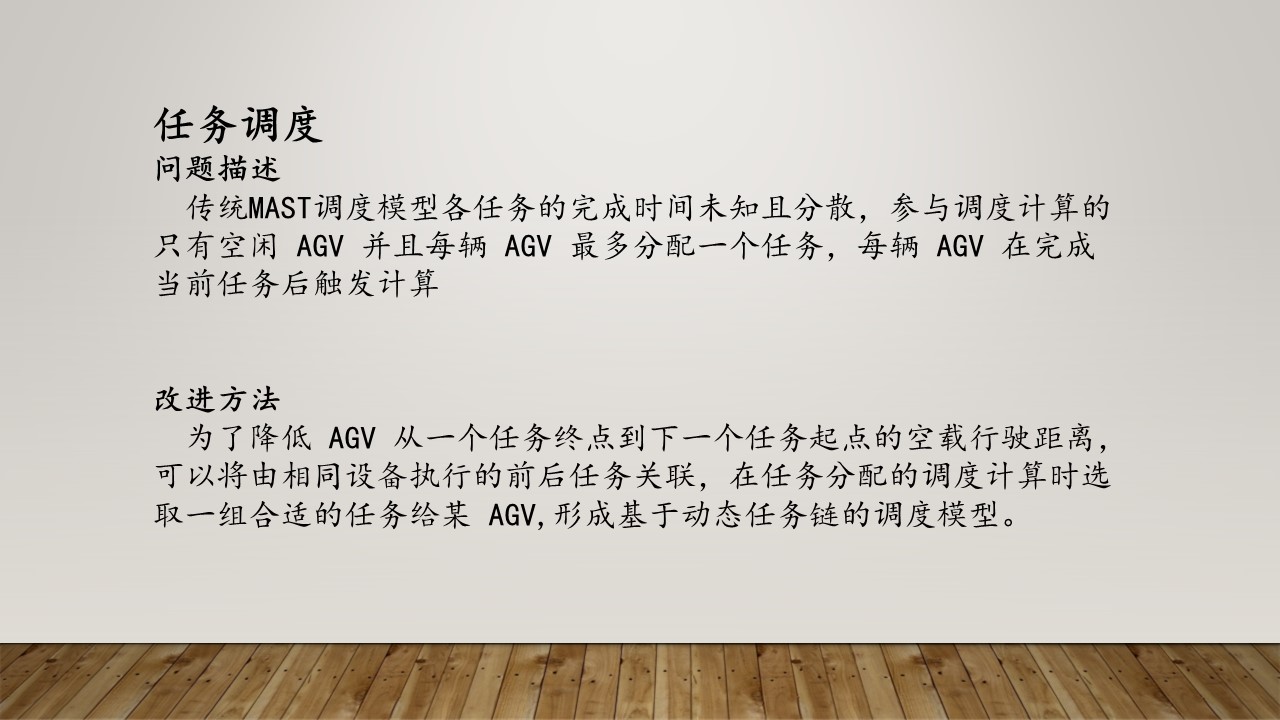 任务调度
问题描述
传统MAST调度模型各任务的完成时间未知且分散，参与调度计算的
只有空闲 AGV 并且每辆 AGV 最多分配一个任务，每辆 AGV 在完成
当前任务后触发计算
改进方法
为了降低 AGV 从一个任务终点到下一个任务起点的空载行驶距离，
可以将由相同设备执行的前后任务关联，在任务分配的调度计算时选
取一组合适的任务给某 AGV,形成基于动态任务链的调度模型。